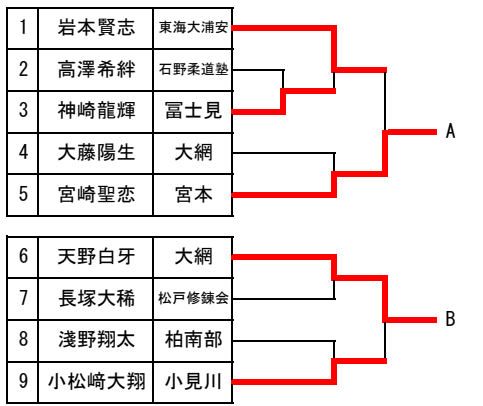 1 岩本賢志 東海大浦安
2 高澤希絆 石野柔道塾
3 神崎龍輝 冨士見
4 大藤陽生 大網
5 宮崎聖恋 宮本
A
6 天野白牙 大網
7 長塚大稀 松戸修錬会
8 淺野翔太 柏南部
9 小松﨑大翔 小見川
B